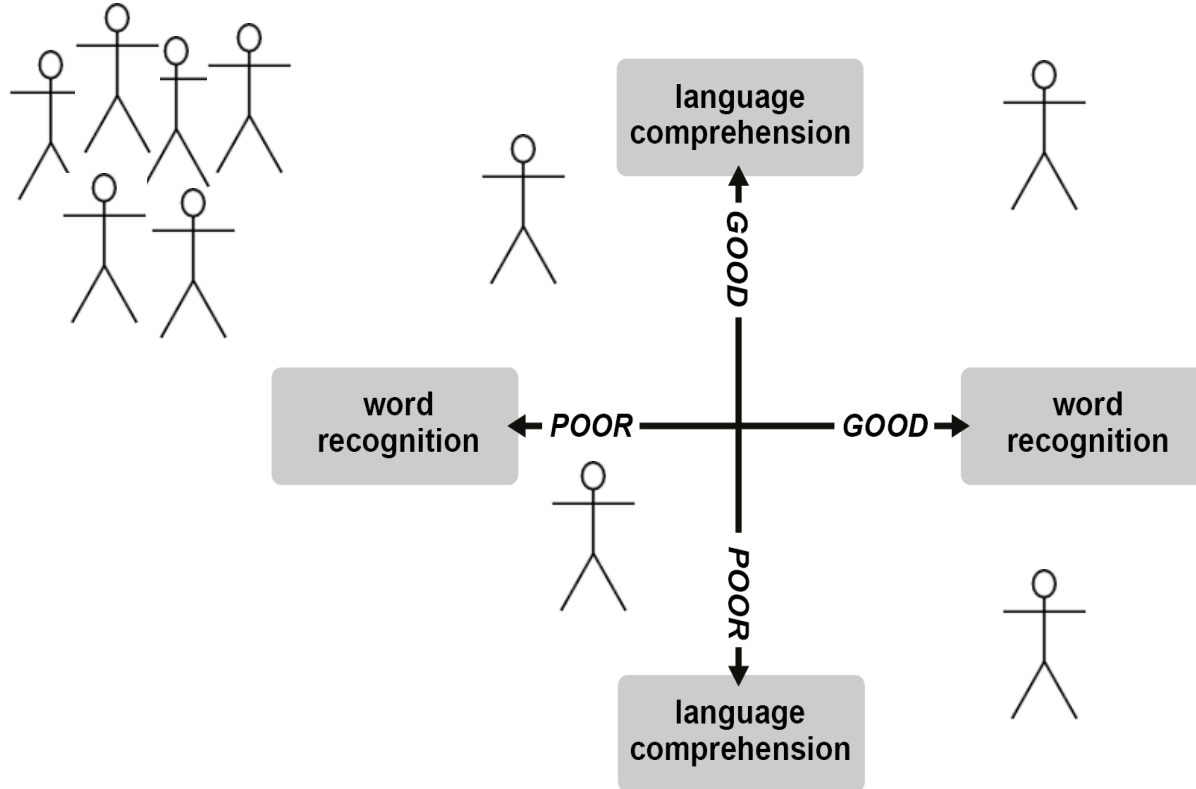 language
comprehension
GOOD
word
recognition
POOR
GOOD
word
recognition
POOR
language
comprehension